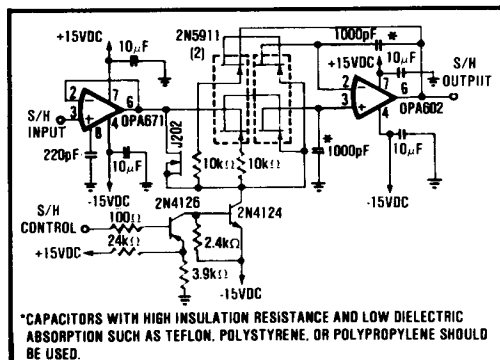 +15VDC
10µF
2N5911
(2)
1000pF *
+15VDC
10µF
S/H
OUTPUT
2
3
7
6
4
8
OPA671
S/H
INPUT
220pF
10µF
-15VDC
J202
10kΩ
10kΩ
*
1000pF
2
3
7
6
4
OPA602
10µF
-15VDC
S/H
CONTROL
100Ω
24kΩ
+15VDC
2N4126
2N4124
2.4kΩ
3.9kΩ
-15VDC
*CAPACITORS WITH HIGH INSULATION RESISTANCE AND LOW DIELECTRIC
ABSORPTION SUCH AS TEFLON, POLYSTYRENE, OR POLYPROPYLENE SHOULD
BE USED.